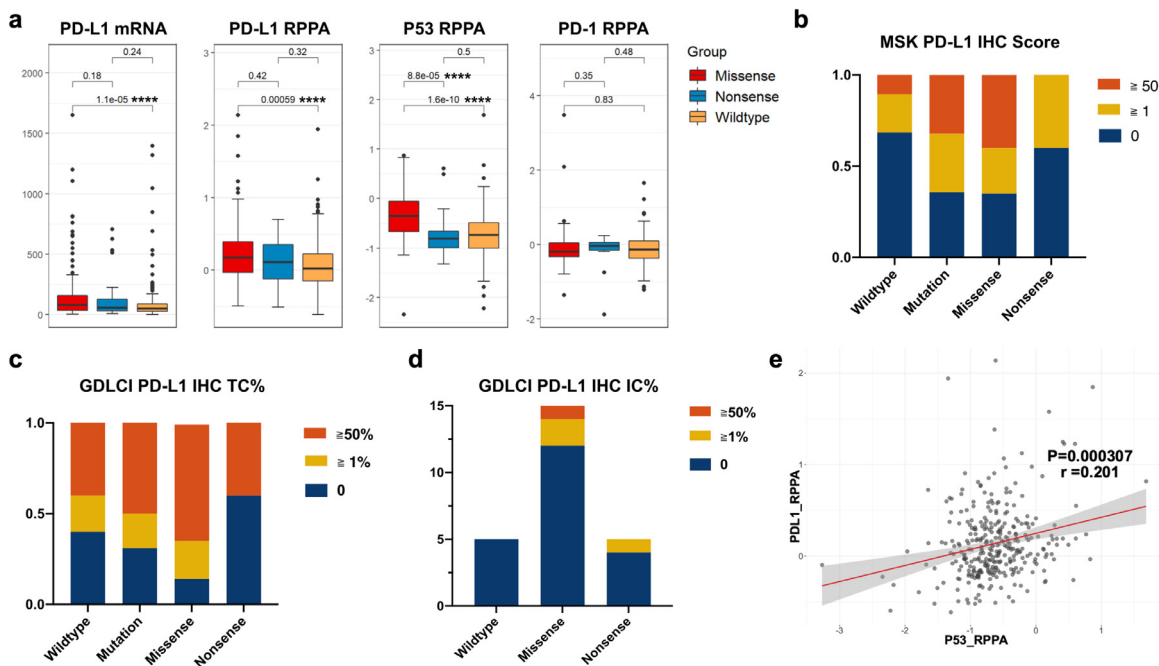 a
PD-L1 mRNA
0.24
0.18
1.1e-05 ****
2000
1500
1000
500
0
PD-L1 RPPA
0.32
0.42
0.00059 ****
3
2
1
0
P53 RPPA
0.5
8.8e-05 ****
1.6e-10 ****
3
2
1
0
-1
-2
PD-1 RPPA
0.48
0.35
0.83
4
2
0
-2
Group
Missense
Nonsense
Wildtype
b
MSK PD-L1 IHC Score
1.0
0.5
0.0
Wildtype
Mutation
Missense
Nonsense
≧ 50
≧ 1
0
c
GDLCI PD-L1 IHC TC%
1.0
0.5
0.0
Wildtype
Mutation
Missense
Nonsense
≧50%
≧ 1%
0
d
GDLCI PD-L1 IHC IC%
15
10
5
0
Wildtype
Missense
Nonsense
≧50%
≧1%
0
e
P=0.000307
r =0.201
PDL1_RPPA
2
1
0
-3
-2
-1
0
1
P53_RPPA